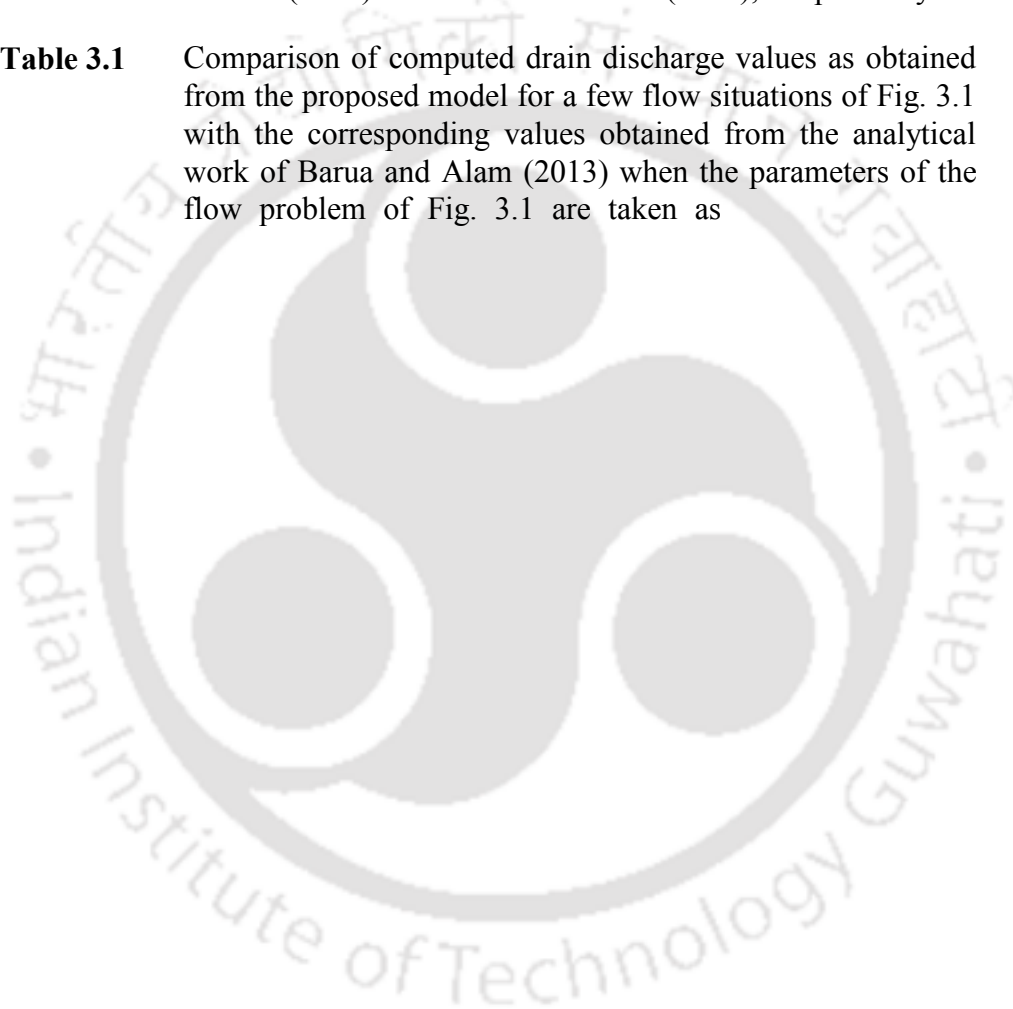 Table 3.1 Comparison of computed drain discharge values as obtained
from the proposed model for a few flow situations of Fig. 3.1
with the corresponding values obtained from the analytical
work of Barua and Alam (2013) when the parameters of the
flow problem of Fig. 3.1 are taken as
Indian Institute of Technology Guwahati